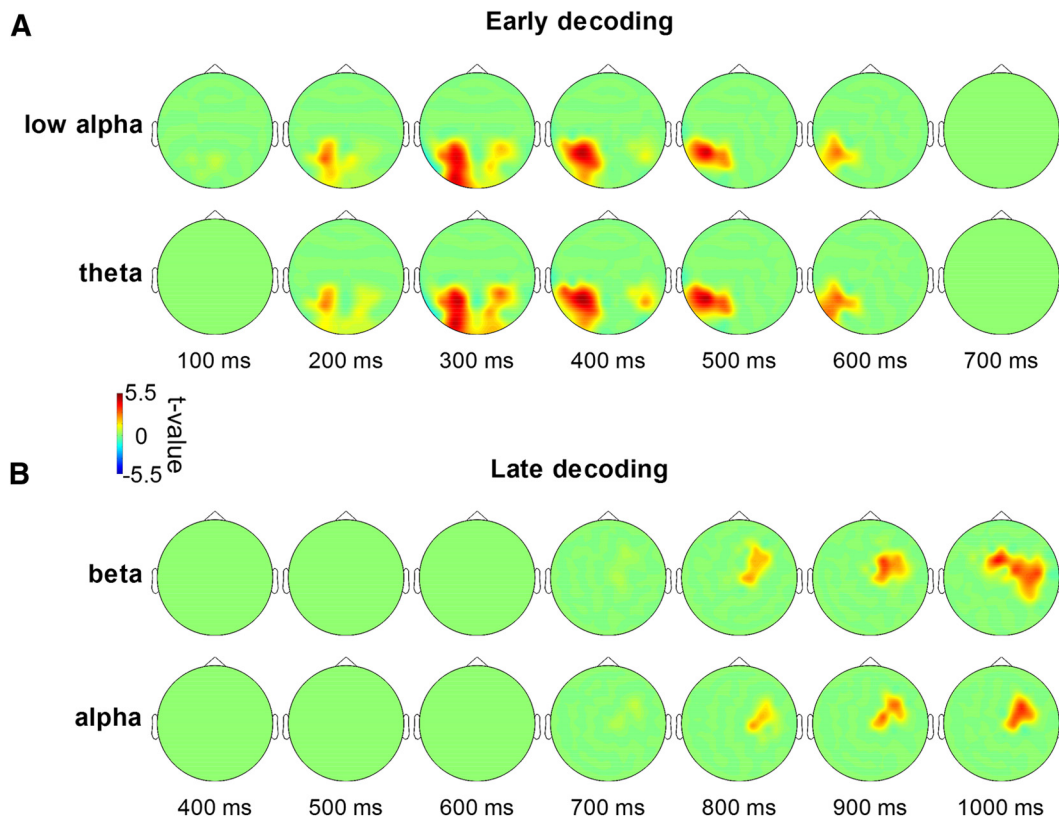 A
Early decoding
low alpha
theta
100 ms 200 ms 300 ms 400 ms 500 ms 600 ms 700 ms
5.5
0
-5.5
t-value
B
Late decoding
beta
alpha
400 ms 500 ms 600 ms 700 ms 800 ms 900 ms 1000 ms